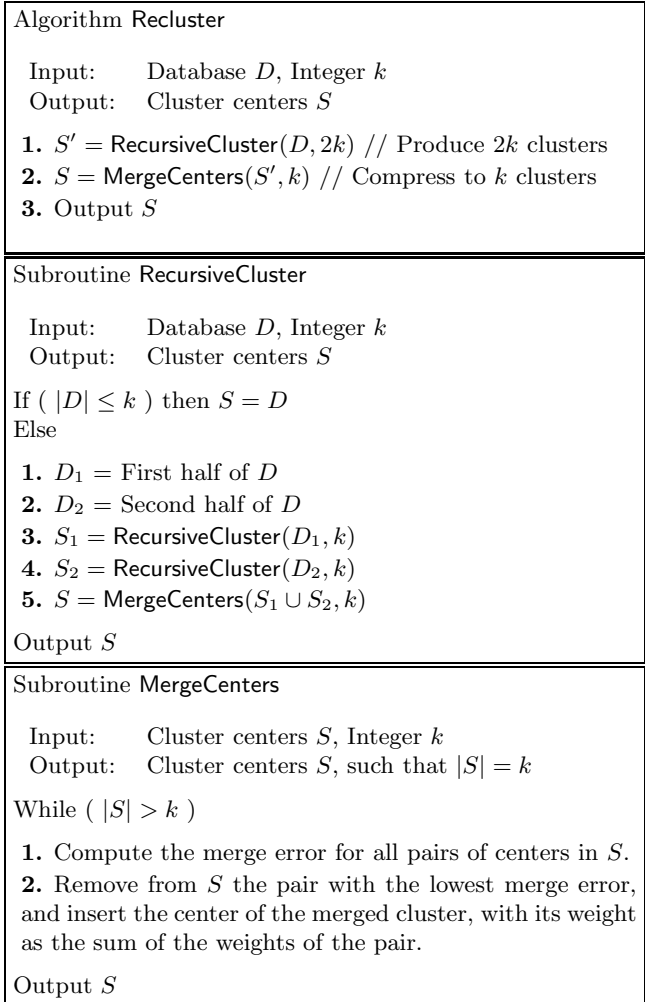 Algorithm Recluster
Input: Database D, Integer k
Output: Cluster centers S
1. S′ = RecursiveCluster(D, 2k) // Produce 2k clusters
2. S = MergeCenters(S′, k) // Compress to k clusters
3. Output S
Subroutine RecursiveCluster
Input: Database D, Integer k
Output: Cluster centers S
If ( |D| ≤ k ) then S = D
Else
1. D₁ = First half of D
2. D₂ = Second half of D
3. S₁ = RecursiveCluster(D₁, k)
4. S₂ = RecursiveCluster(D₂, k)
5. S = MergeCenters(S₁ ∪ S₂, k)
Output S
Subroutine MergeCenters
Input: Cluster centers S, Integer k
Output: Cluster centers S, such that |S| = k
While ( |S| > k )
1. Compute the merge error for all pairs of centers in S.
2. Remove from S the pair with the lowest merge error,
and insert the center of the merged cluster, with its weight
as the sum of the weights of the pair.
Output S